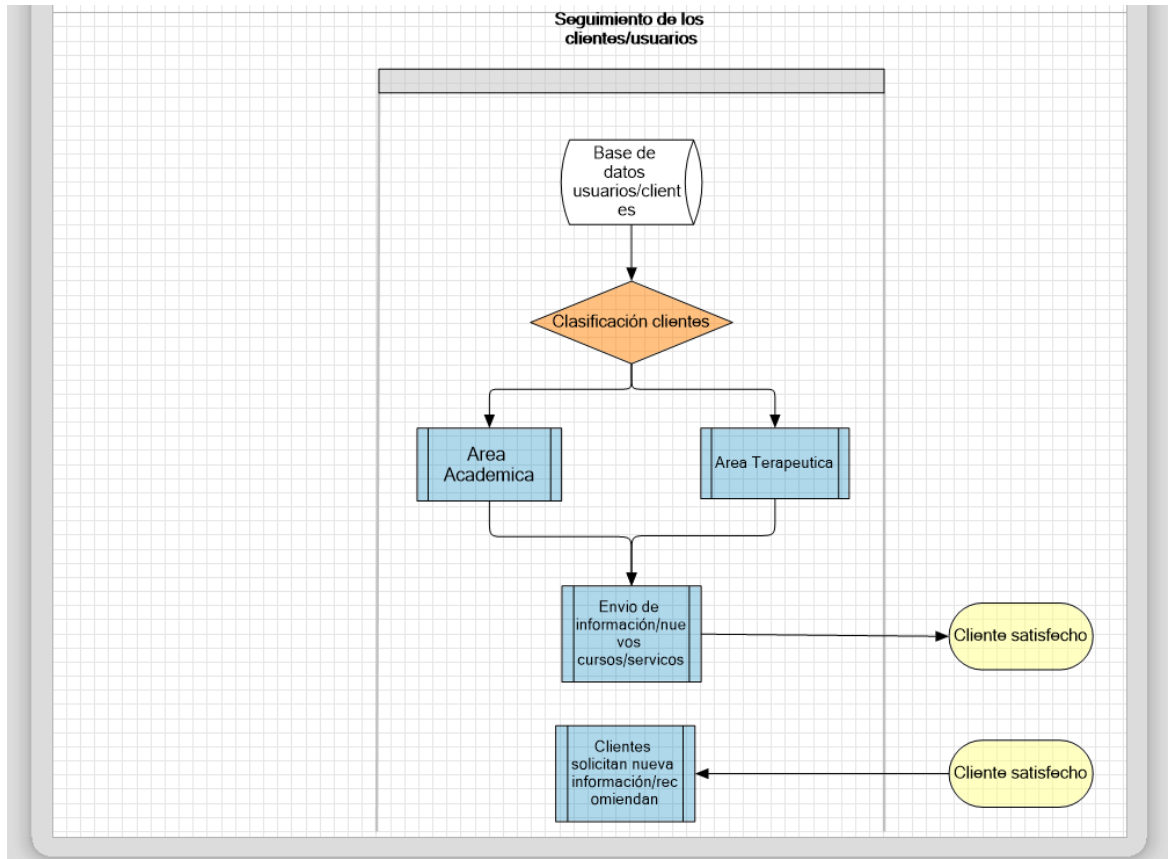 Seguimiento de los
clientes/usuarios
Base de
datos
usuarios/client
es
Clasificación clientes
Area
Academica
Area Terapeutica
Envio de
información/nue
vos
cursos/servicos
Cliente satisfecho
Clientes
solicitan nueva
información/rec
omiendan
Cliente satisfecho